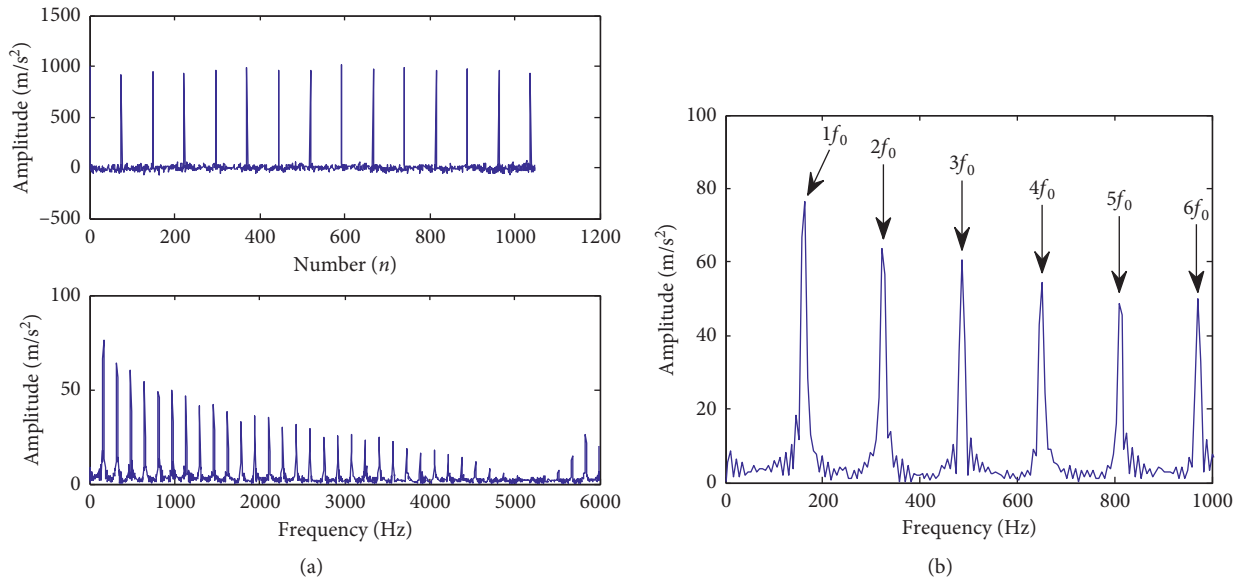 1500
1000
500
0
−500
Amplitude (m/s²)
0 200 400 600 800 1000 1200
Number (n)
100
50
0
Amplitude (m/s²)
0 1000 2000 3000 4000 5000 6000
Frequency (Hz)
(a)
100
80
60
40
20
0
Amplitude (m/s²)
1f₀
2f₀
3f₀
4f₀
5f₀
6f₀
0 200 400 600 800 1000
Frequency (Hz)
(b)